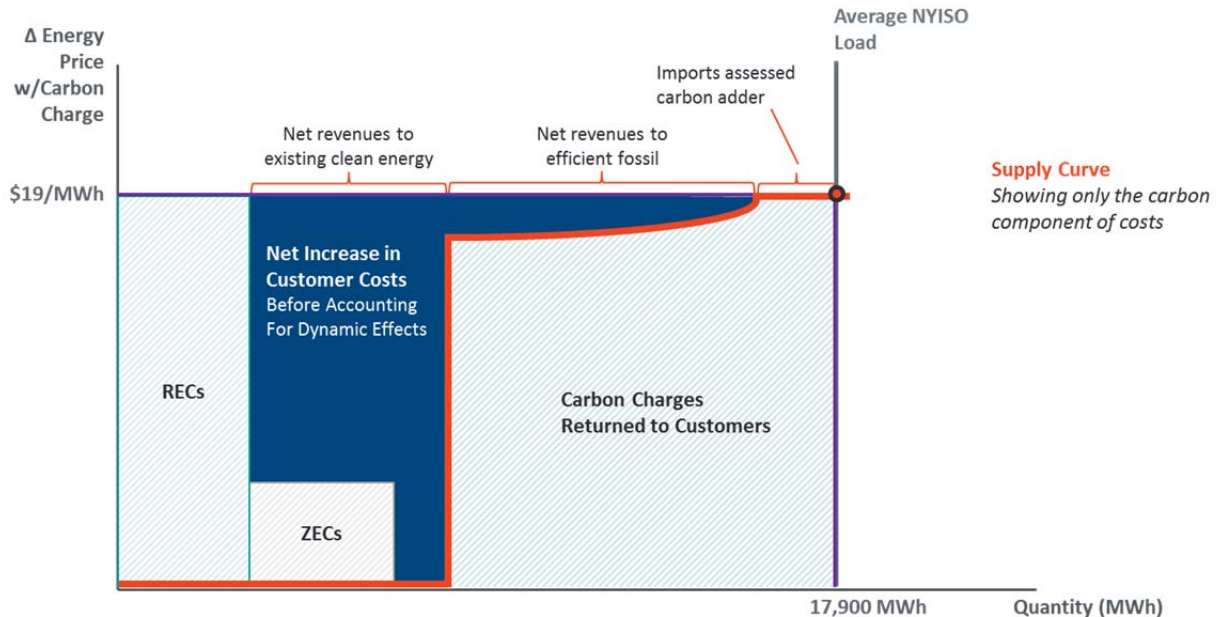 Average NYISO
Load
Δ Energy
Price
w/Carbon
Charge
Imports assessed
carbon adder
Net revenues to
existing clean energy
Net revenues to
efficient fossil
$19/MWh
Supply Curve
Showing only the carbon
component of costs
Net Increase in
Customer Costs
Before Accounting
For Dynamic Effects
RECs
Carbon Charges
Returned to Customers
ZECs
17,900 MWh
Quantity (MWh)